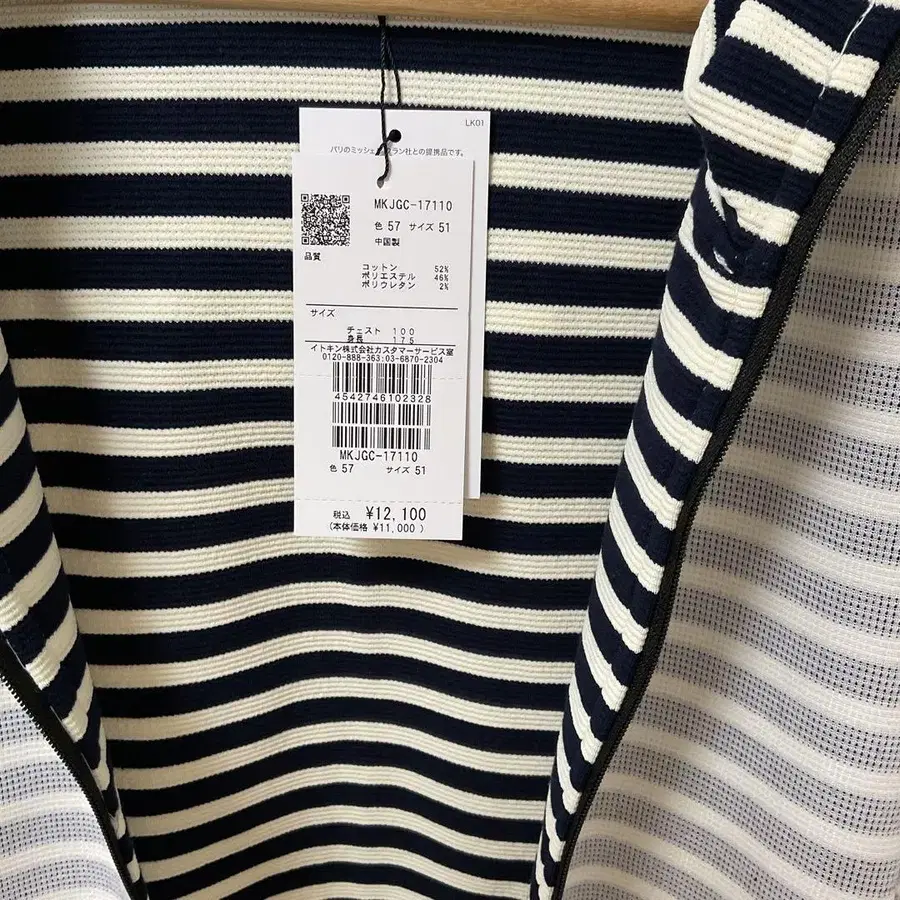 LK01
パリのミッシェル クラン社との提携品です。
MKJGC-17110
色 57 サイズ 51
中国製
品質
コットン 52%
ポリエステル 46%
ポリウレタン 2%
サイズ
チェスト 100
身長 175
イトキン株式会社カスタマーサービス室
0120-888-363:03-6870-2304
4542746102328
MKJGC-17110
色 57 サイズ 51
税込 ¥12,100
(本体価格 ¥11,000 )